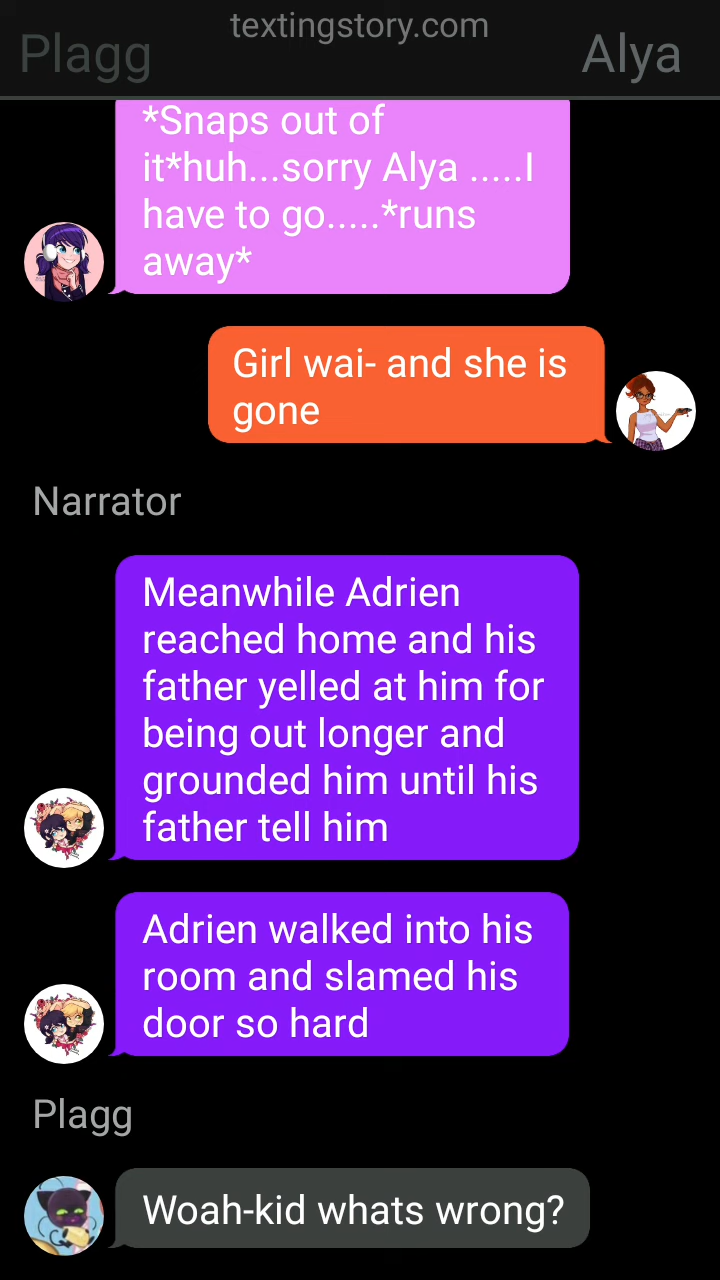 textingstory.com
Plagg
Alya
*Snaps out of
it*huh...sorry Alya .....I
have to go.....*runs
away*
Girl wai- and she is
gone
Narrator
Meanwhile Adrien
reached home and his
father yelled at him for
being out longer and
grounded him until his
father tell him
Adrien walked into his
room and slamed his
door so hard
Plagg
Woah-kid whats wrong?